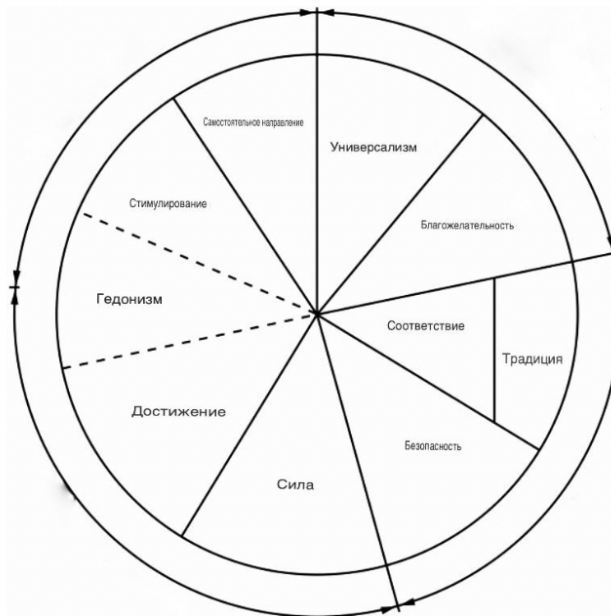 Самостоятельное направление
Универсализм
Стимулирование
Благожелательность
Гедонизм
Соответствие
Традиция
Достижение
Безопасность
Сила